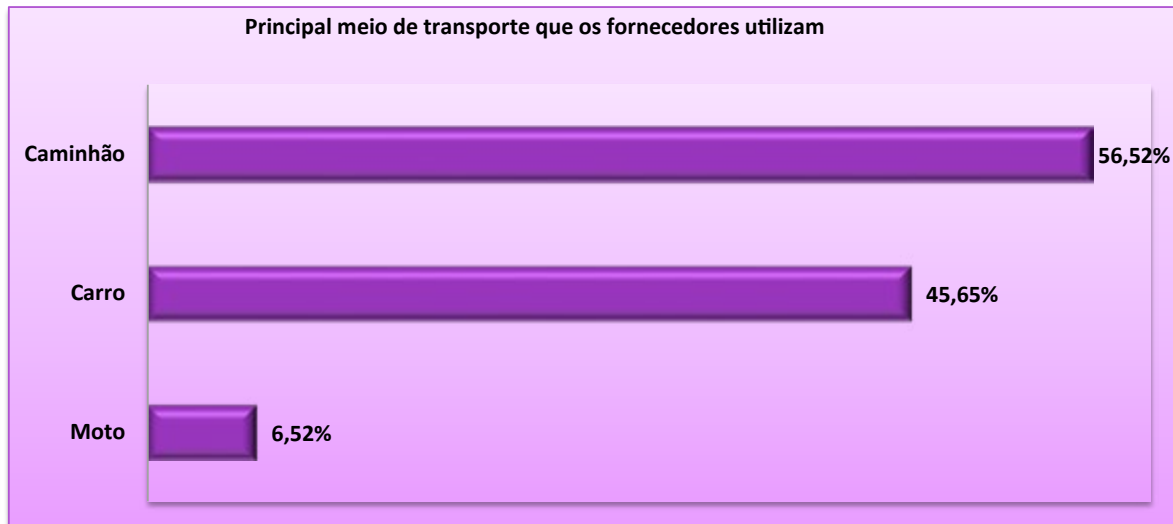 Principal meio de transporte que os fornecedores utilizam
Caminhão
56,52%
Carro
45,65%
Moto
6,52%